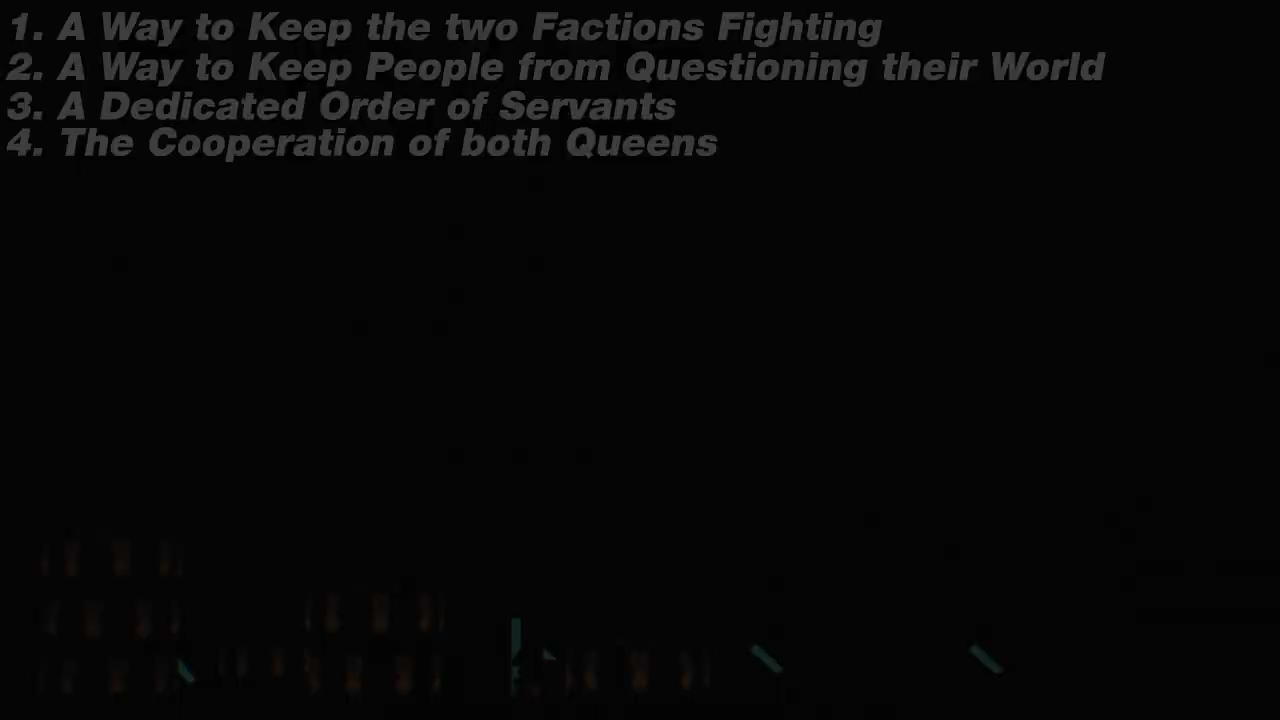 1. A Way to Keep the two Factions Fighting
2. A Way to Keep People from Questioning their World
3. A Dedicated Order of Servants
4. The Cooperation of both Queens